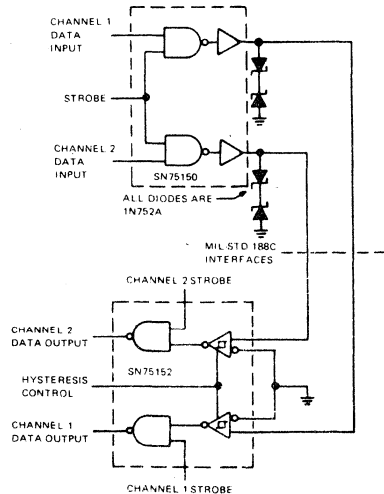 CHANNEL 1
DATA
INPUT
STROBE
CHANNEL 2
DATA
INPUT
SN75150
ALL DIODES ARE
1N752A
MIL-STD 188C
INTERFACES
CHANNEL 2 STROBE
CHANNEL 2
DATA OUTPUT
SN75152
HYSTERESIS
CONTROL
CHANNEL 1
DATA OUTPUT
CHANNEL 1 STROBE